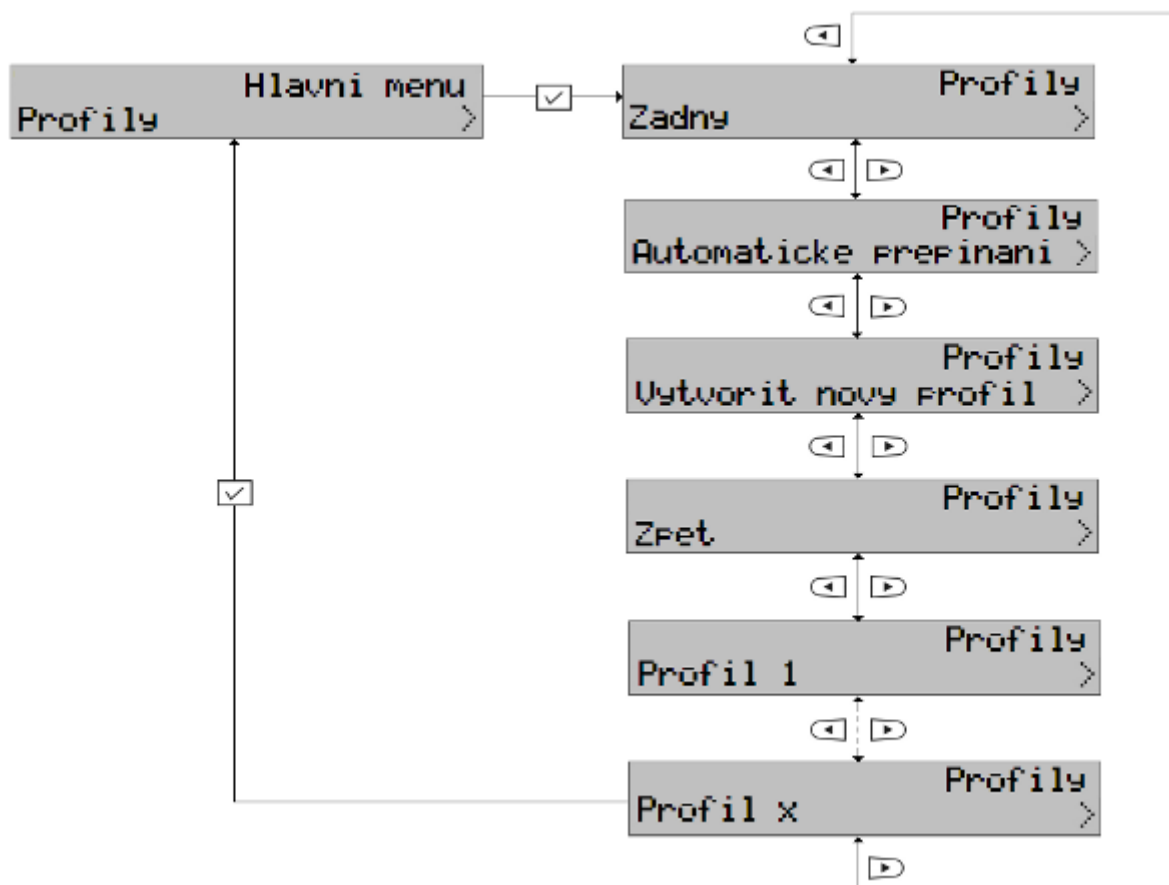 Hlavni menu
Profily >
Profily
Zadny >
Profily
Automaticke prepinani >
Profily
Vytvorit novy profil >
Profily
Zpet >
Profily
Profil 1 >
Profily
Profil x >